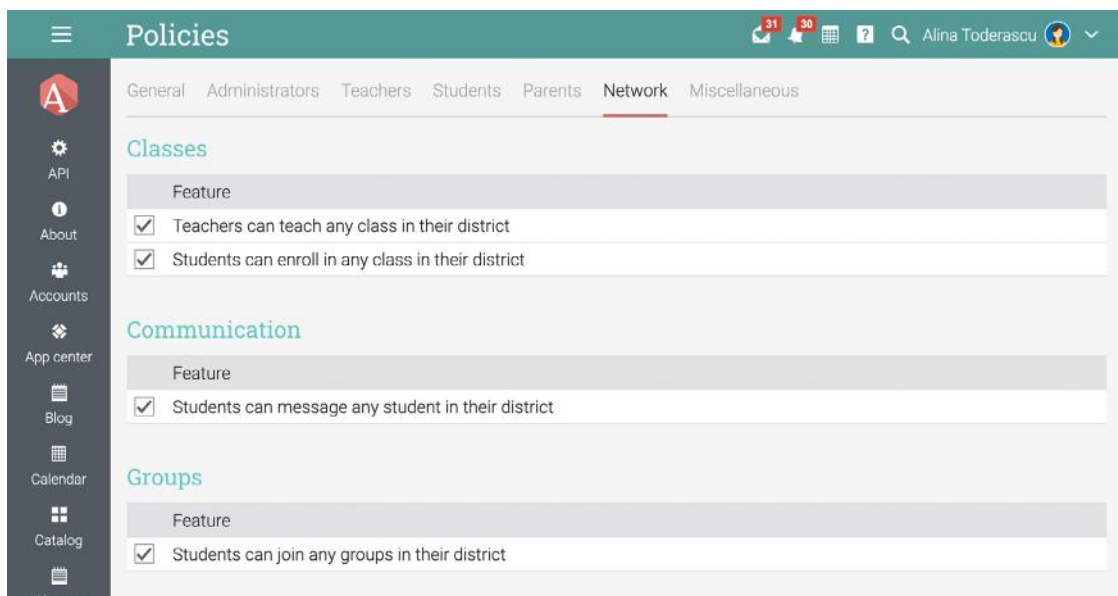 Policies
31
30
?
Alina Toderascu
A
General Administrators Teachers Students Parents Network Miscellaneous
API
About
Accounts
App center
Blog
Calendar
Catalog
Classes
Feature
Teachers can teach any class in their district
Students can enroll in any class in their district
Communication
Feature
Students can message any student in their district
Groups
Feature
Students can join any groups in their district